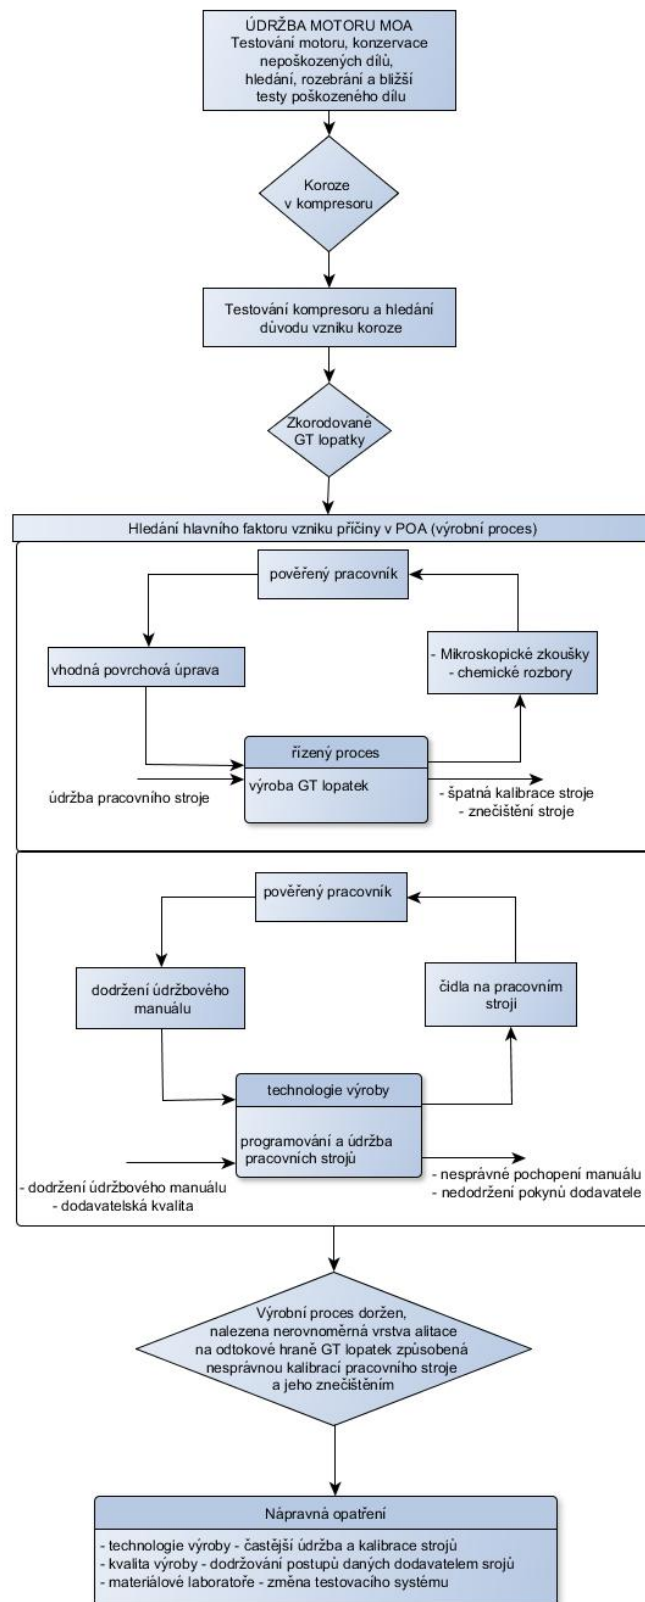 ÚDRŽBA MOTORU MOA
Testování motoru, konzervace
nepoškozených dílů,
hledání, rozebrání a bližší
testy poškozeného dílu
Koroze
v kompresoru
Testování kompresoru a hledání
důvodu vzniku koroze
Zkorodované
GT lopatky
Hledání hlavního faktoru vzniku příčiny v POA (výrobní proces)
pověřený pracovník
vhodná povrchová úprava
- Mikroskopické zkoušky
- chemické rozbory
řízený proces
výroba GT lopatek
údržba pracovního stroje
- špatná kalibrace stroje
- znečištění stroje
pověřený pracovník
dodržení údržbového
manuálu
čidla na pracovním
stroji
technologie výroby
programování a údržba
pracovních strojů
- dodržení údržbového manuálu
- dodavatelská kvalita
- nesprávné pochopení manuálu
- nedodržení pokynů dodavatele
Výrobní proces doržen,
nalezena nerovnoměrná vrstva alitace
na odtokové hraně GT lopatek způsobená
nesprávnou kalibrací pracovního stroje
a jeho znečištěním
Nápravná opatření
- technologie výroby - častější údržba a kalibrace strojů
- kvalita výroby - dodržování postupů daných dodavatelem srojů
- materiálové laboratoře - změna testovacího systému